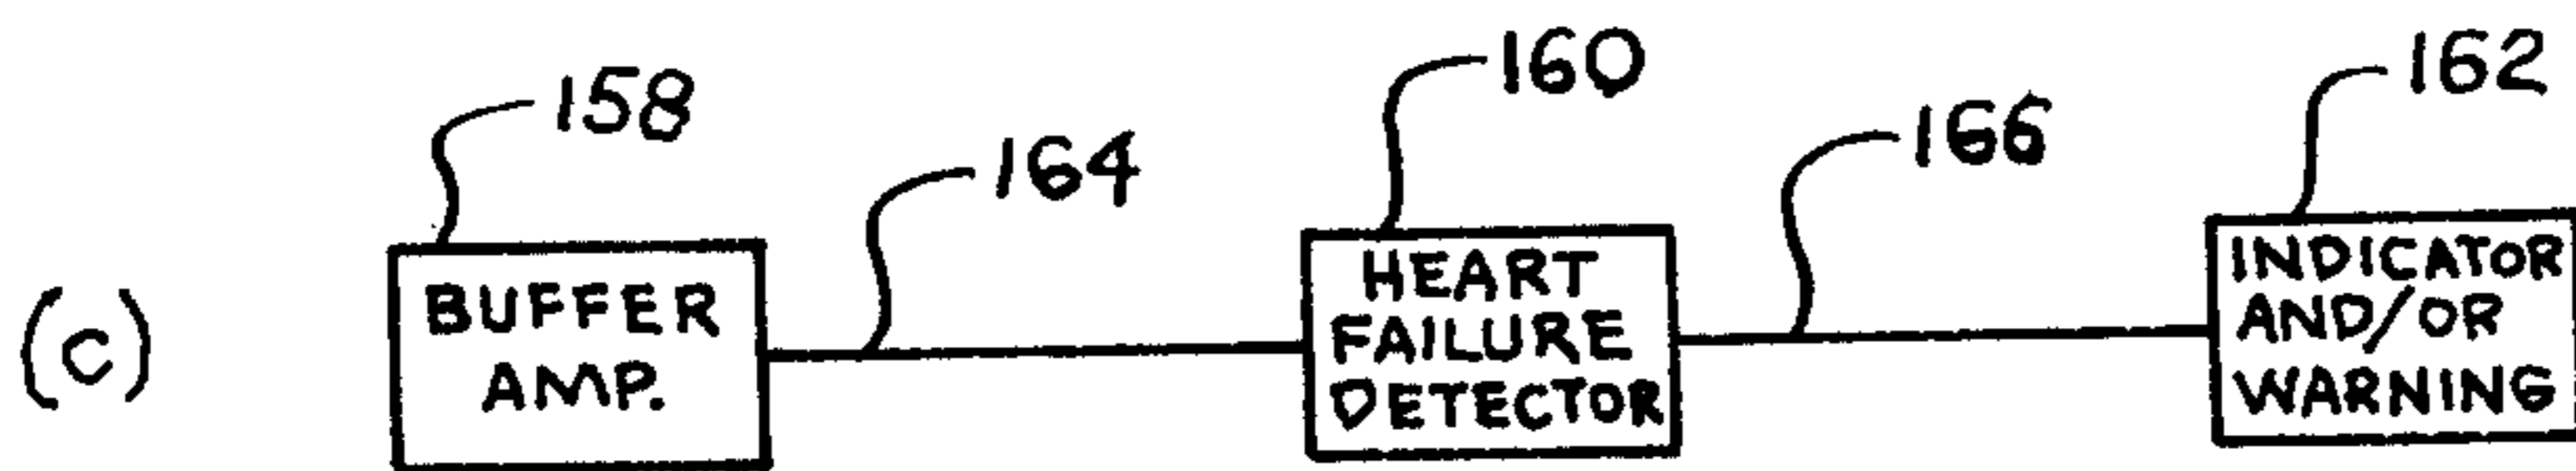 158
160
162
164
166
(c)
BUFFER
AMP.
HEART
FAILURE
DETECTOR
INDICATOR
AND/OR
WARNING